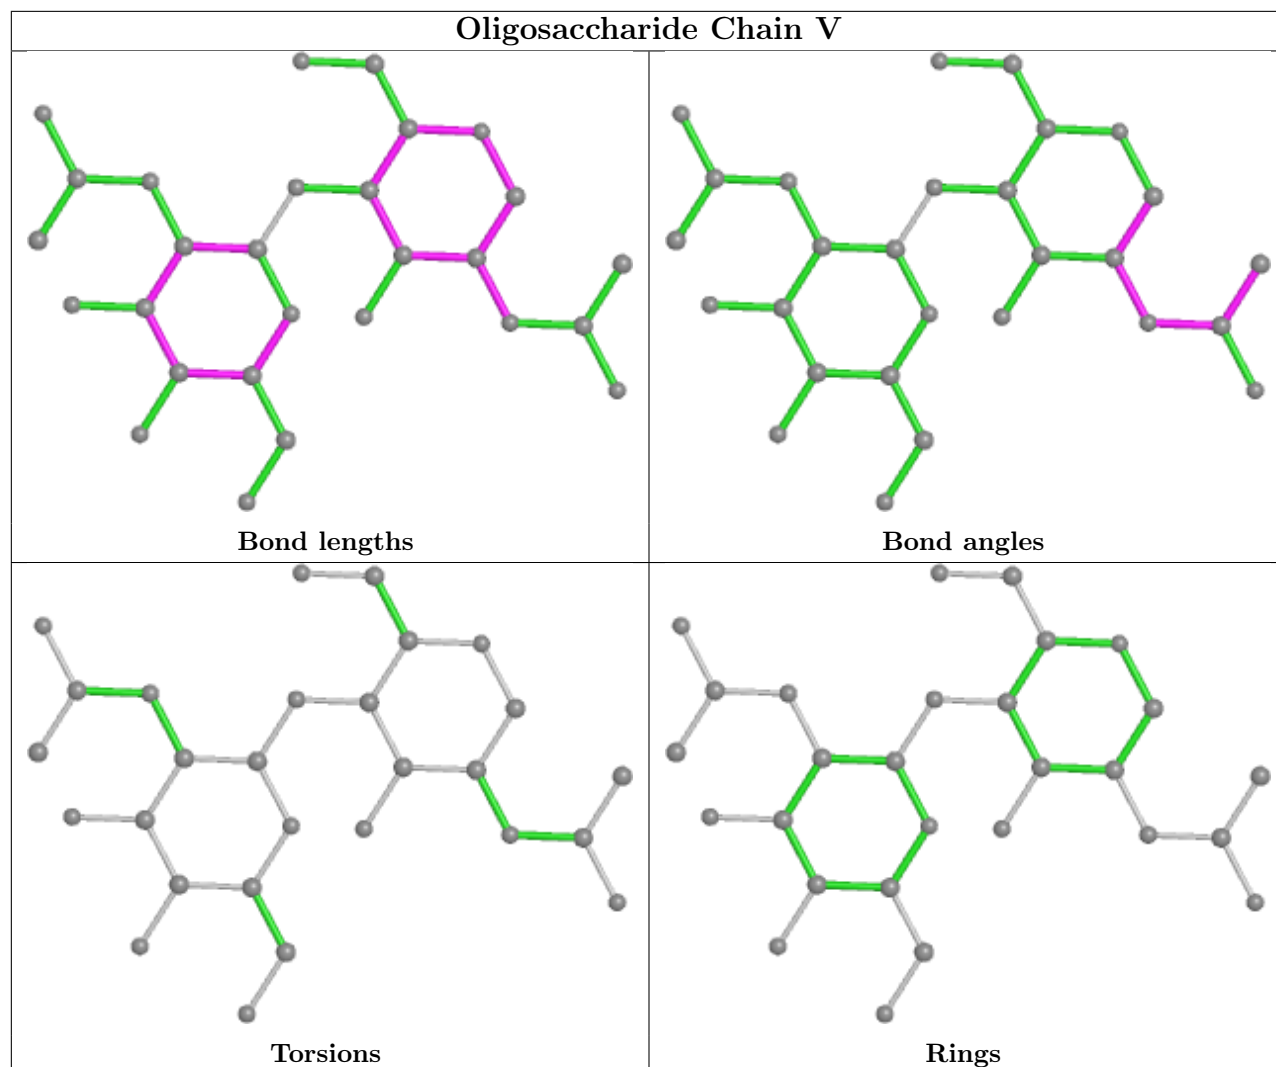 Oligosaccharide Chain V
Bond lengths
Bond angles
Torsions
Rings